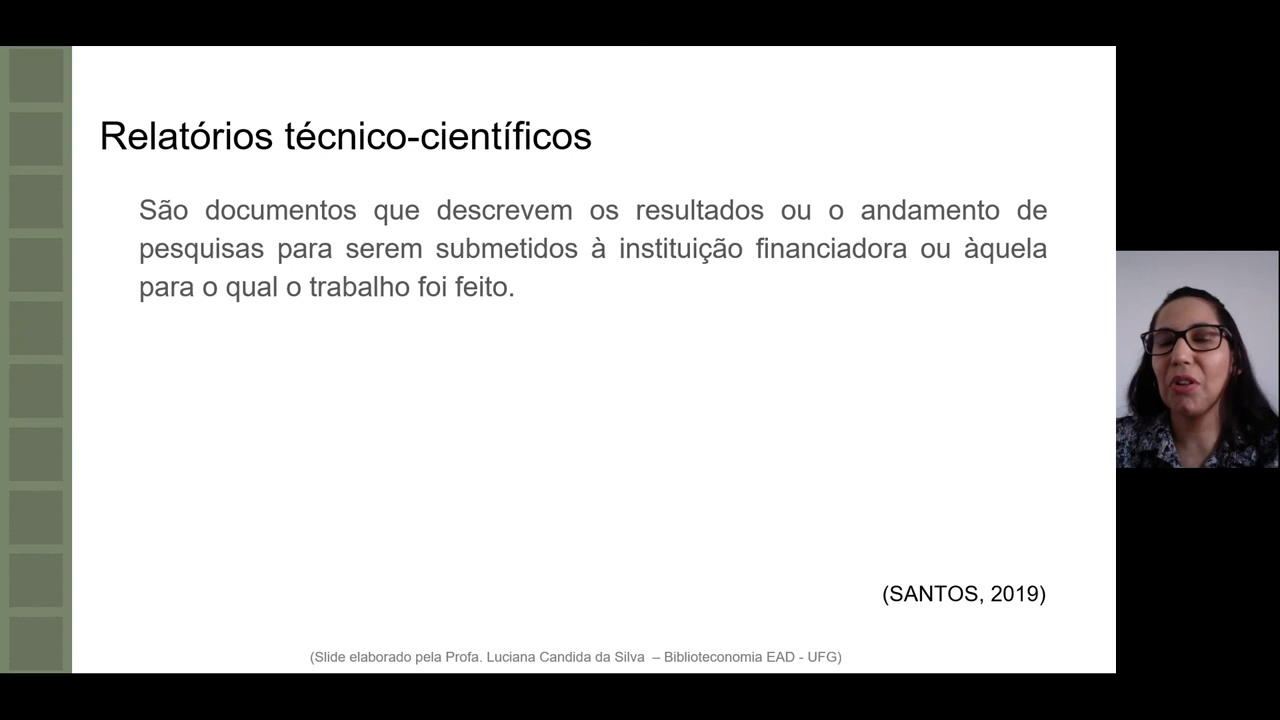 Relatórios técnico-científicos
São documentos que descrevem os resultados ou o andamento de
pesquisas para serem submetidos à instituição financiadora ou àquela
para o qual o trabalho foi feito.
(SANTOS, 2019)
(Slide elaborado pela Profa. Luciana Candida da Silva – Biblioteconomia EAD - UFG)